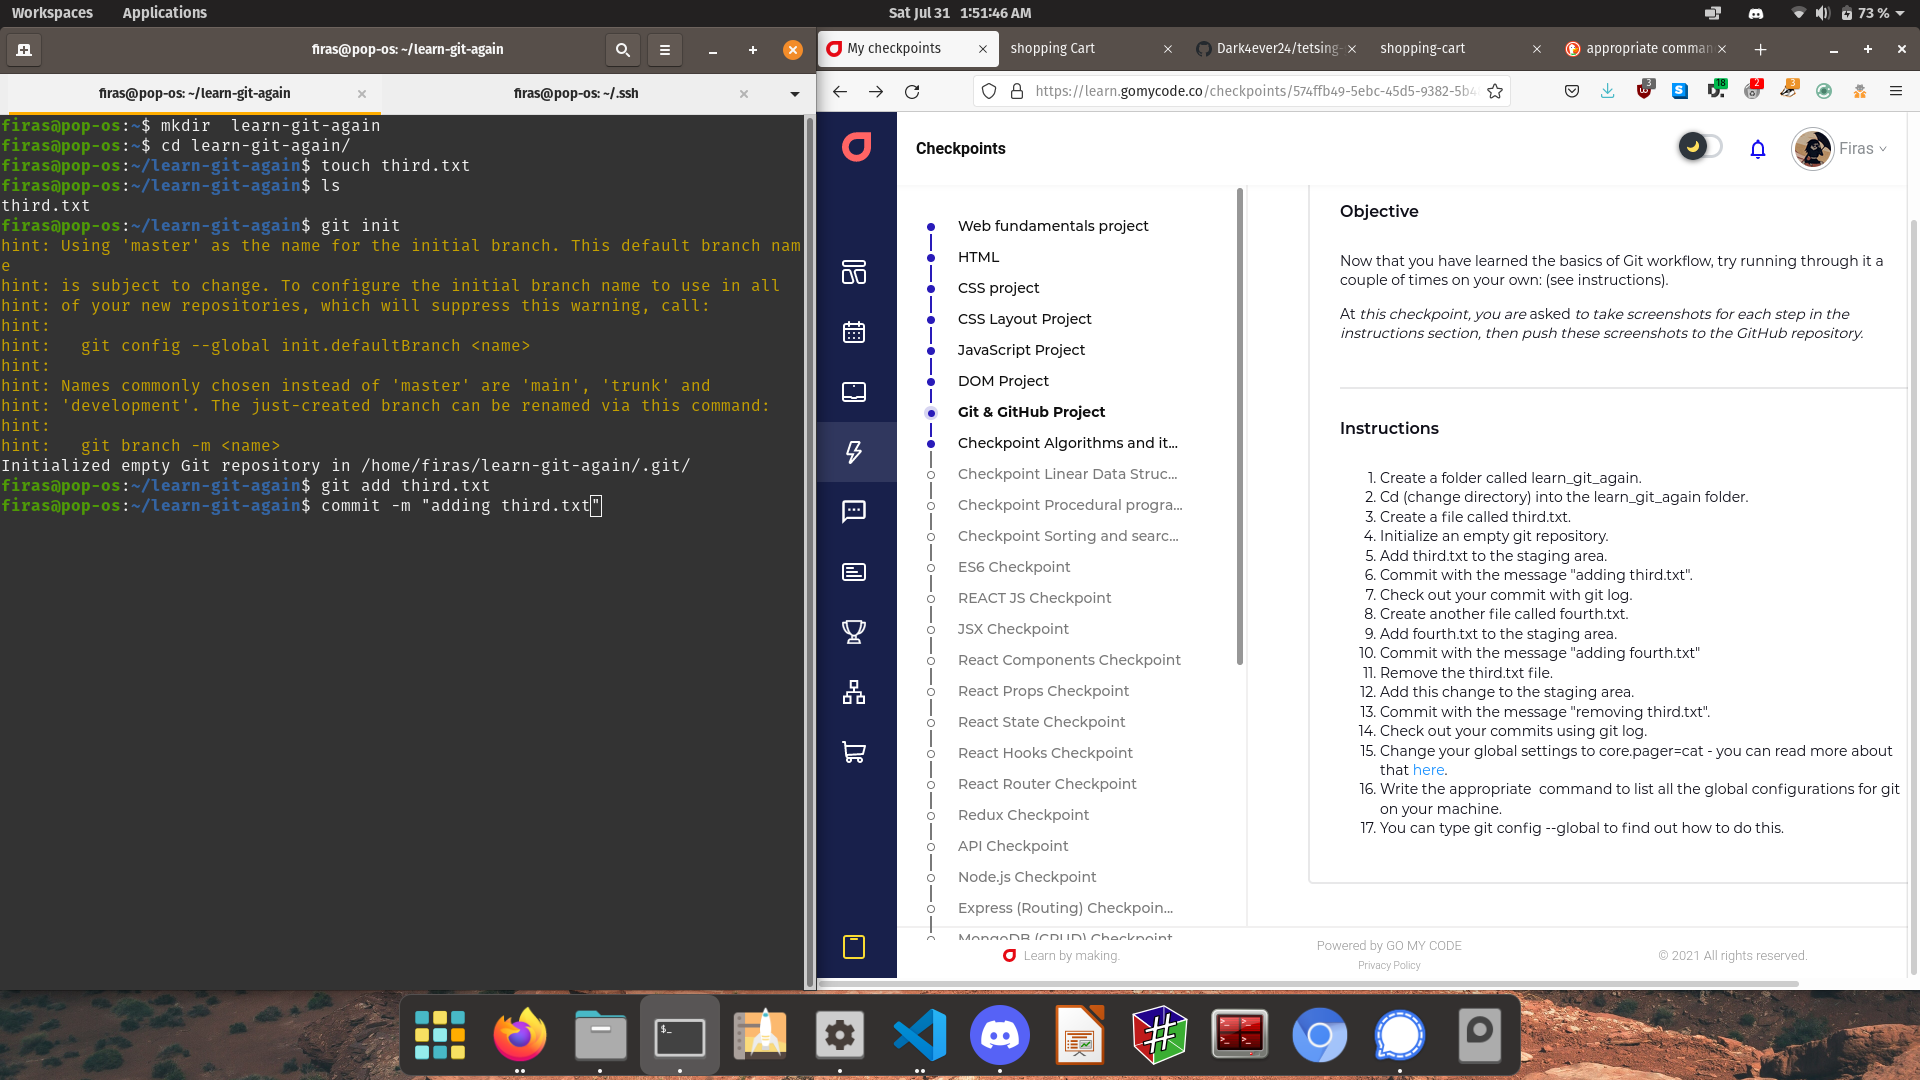 Workspaces Applications Sat Jul 31 1:51:46 AM 73 %
firas@pop-os: ~/learn-git-again
firas@pop-os: ~/learn-git-again
firas@pop-os: ~/.ssh
firas@pop-os:~$ mkdir  learn-git-again
firas@pop-os:~$ cd learn-git-again/
firas@pop-os:~/learn-git-again$ touch third.txt
firas@pop-os:~/learn-git-again$ ls
third.txt
firas@pop-os:~/learn-git-again$ git init
hint: Using 'master' as the name for the initial branch. This default branch nam
e
hint: is subject to change. To configure the initial branch name to use in all
hint: of your new repositories, which will suppress this warning, call:
hint:
hint:   git config --global init.defaultBranch <name>
hint:
hint: Names commonly chosen instead of 'master' are 'main', 'trunk' and
hint: 'development'. The just-created branch can be renamed via this command:
hint:
hint:   git branch -m <name>
Initialized empty Git repository in /home/firas/learn-git-again/.git/
firas@pop-os:~/learn-git-again$ git add third.txt
firas@pop-os:~/learn-git-again$ commit -m "adding third.txt"
My checkpoints
shopping Cart
Dark4ever24/tetsing-
shopping-cart
appropriate comman
https://learn.gomycode.co/checkpoints/574ffb49-5ebc-45d5-9382-5b4
3
18
2
3
Checkpoints
Firas
Web fundamentals project
HTML
CSS project
CSS Layout Project
JavaScript Project
DOM Project
Git & GitHub Project
Checkpoint Algorithms and it...
Checkpoint Linear Data Struc...
Checkpoint Procedural progra...
Checkpoint Sorting and searc...
ES6 Checkpoint
REACT JS Checkpoint
JSX Checkpoint
React Components Checkpoint
React Props Checkpoint
React State Checkpoint
React Hooks Checkpoint
React Router Checkpoint
Redux Checkpoint
API Checkpoint
Node.js Checkpoint
Express (Routing) Checkpoin...
MongoDB (CRUD) Checkpoint
Objective
Now that you have learned the basics of Git workflow, try running through it a
couple of times on your own: (see instructions).
At this checkpoint, you are asked to take screenshots for each step in the
instructions section, then push these screenshots to the GitHub repository.
Instructions
1. Create a folder called learn_git_again.
2. Cd (change directory) into the learn_git_again folder.
3. Create a file called third.txt.
4. Initialize an empty git repository.
5. Add third.txt to the staging area.
6. Commit with the message "adding third.txt".
7. Check out your commit with git log.
8. Create another file called fourth.txt.
9. Add fourth.txt to the staging area.
10. Commit with the message "adding fourth.txt"
11. Remove the third.txt file.
12. Add this change to the staging area.
13. Commit with the message "removing third.txt".
14. Check out your commits using git log.
15. Change your global settings to core.pager=cat - you can read more about
that here.
16. Write the appropriate  command to list all the global configurations for git
on your machine.
17. You can type git config --global to find out how to do this.
Learn by making.
Powered by GO MY CODE
Privacy Policy
© 2021 All rights reserved.